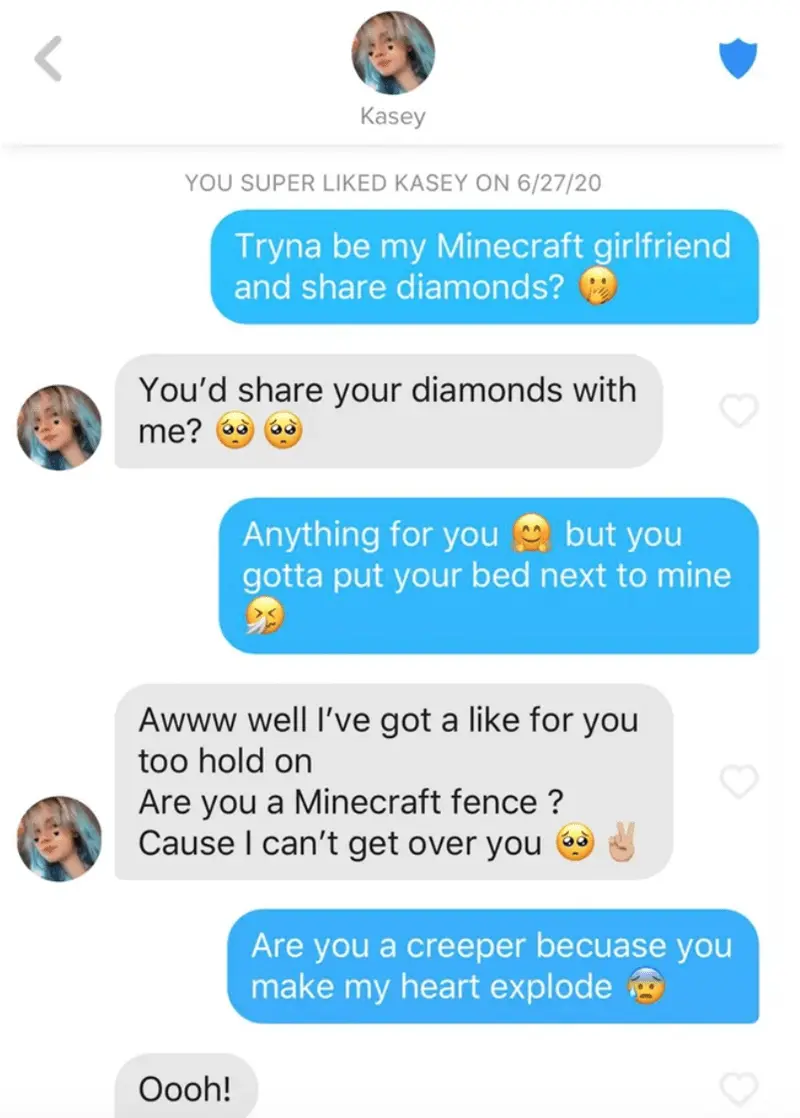 Kasey
YOU SUPER LIKED KASEY ON 6/27/20
Tryna be my Minecraft girlfriend
and share diamonds? 🤭
You’d share your diamonds with
me? 🥺🥺
Anything for you 🤗 but you
gotta put your bed next to mine
🤧
Awww well I’ve got a like for you
too hold on
Are you a Minecraft fence ?
Cause I can’t get over you 🥺✌🏼
Are you a creeper becuase you
make my heart explode 😰
Oooh!